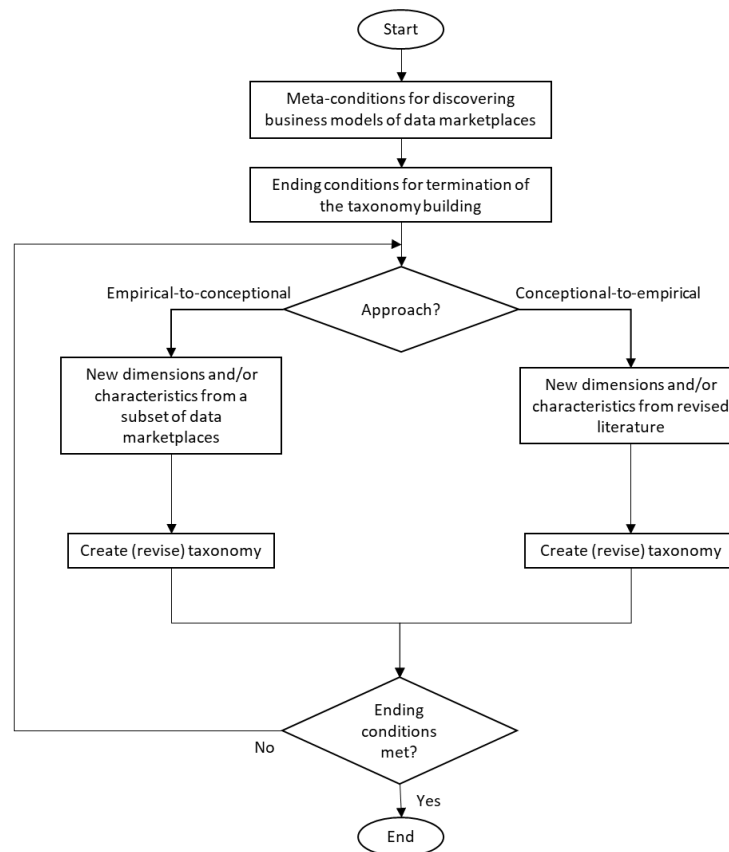 Start
Meta-conditions for discovering
business models of data marketplaces
Ending conditions for termination of
the taxonomy building
Empirical-to-conceptional
Conceptional-to-empirical
Approach?
New dimensions and/or
characteristics from a
subset of data
marketplaces
New dimensions and/or
characteristics from revised
literature
Create (revise) taxonomy
Create (revise) taxonomy
Ending
conditions
met?
No
Yes
End